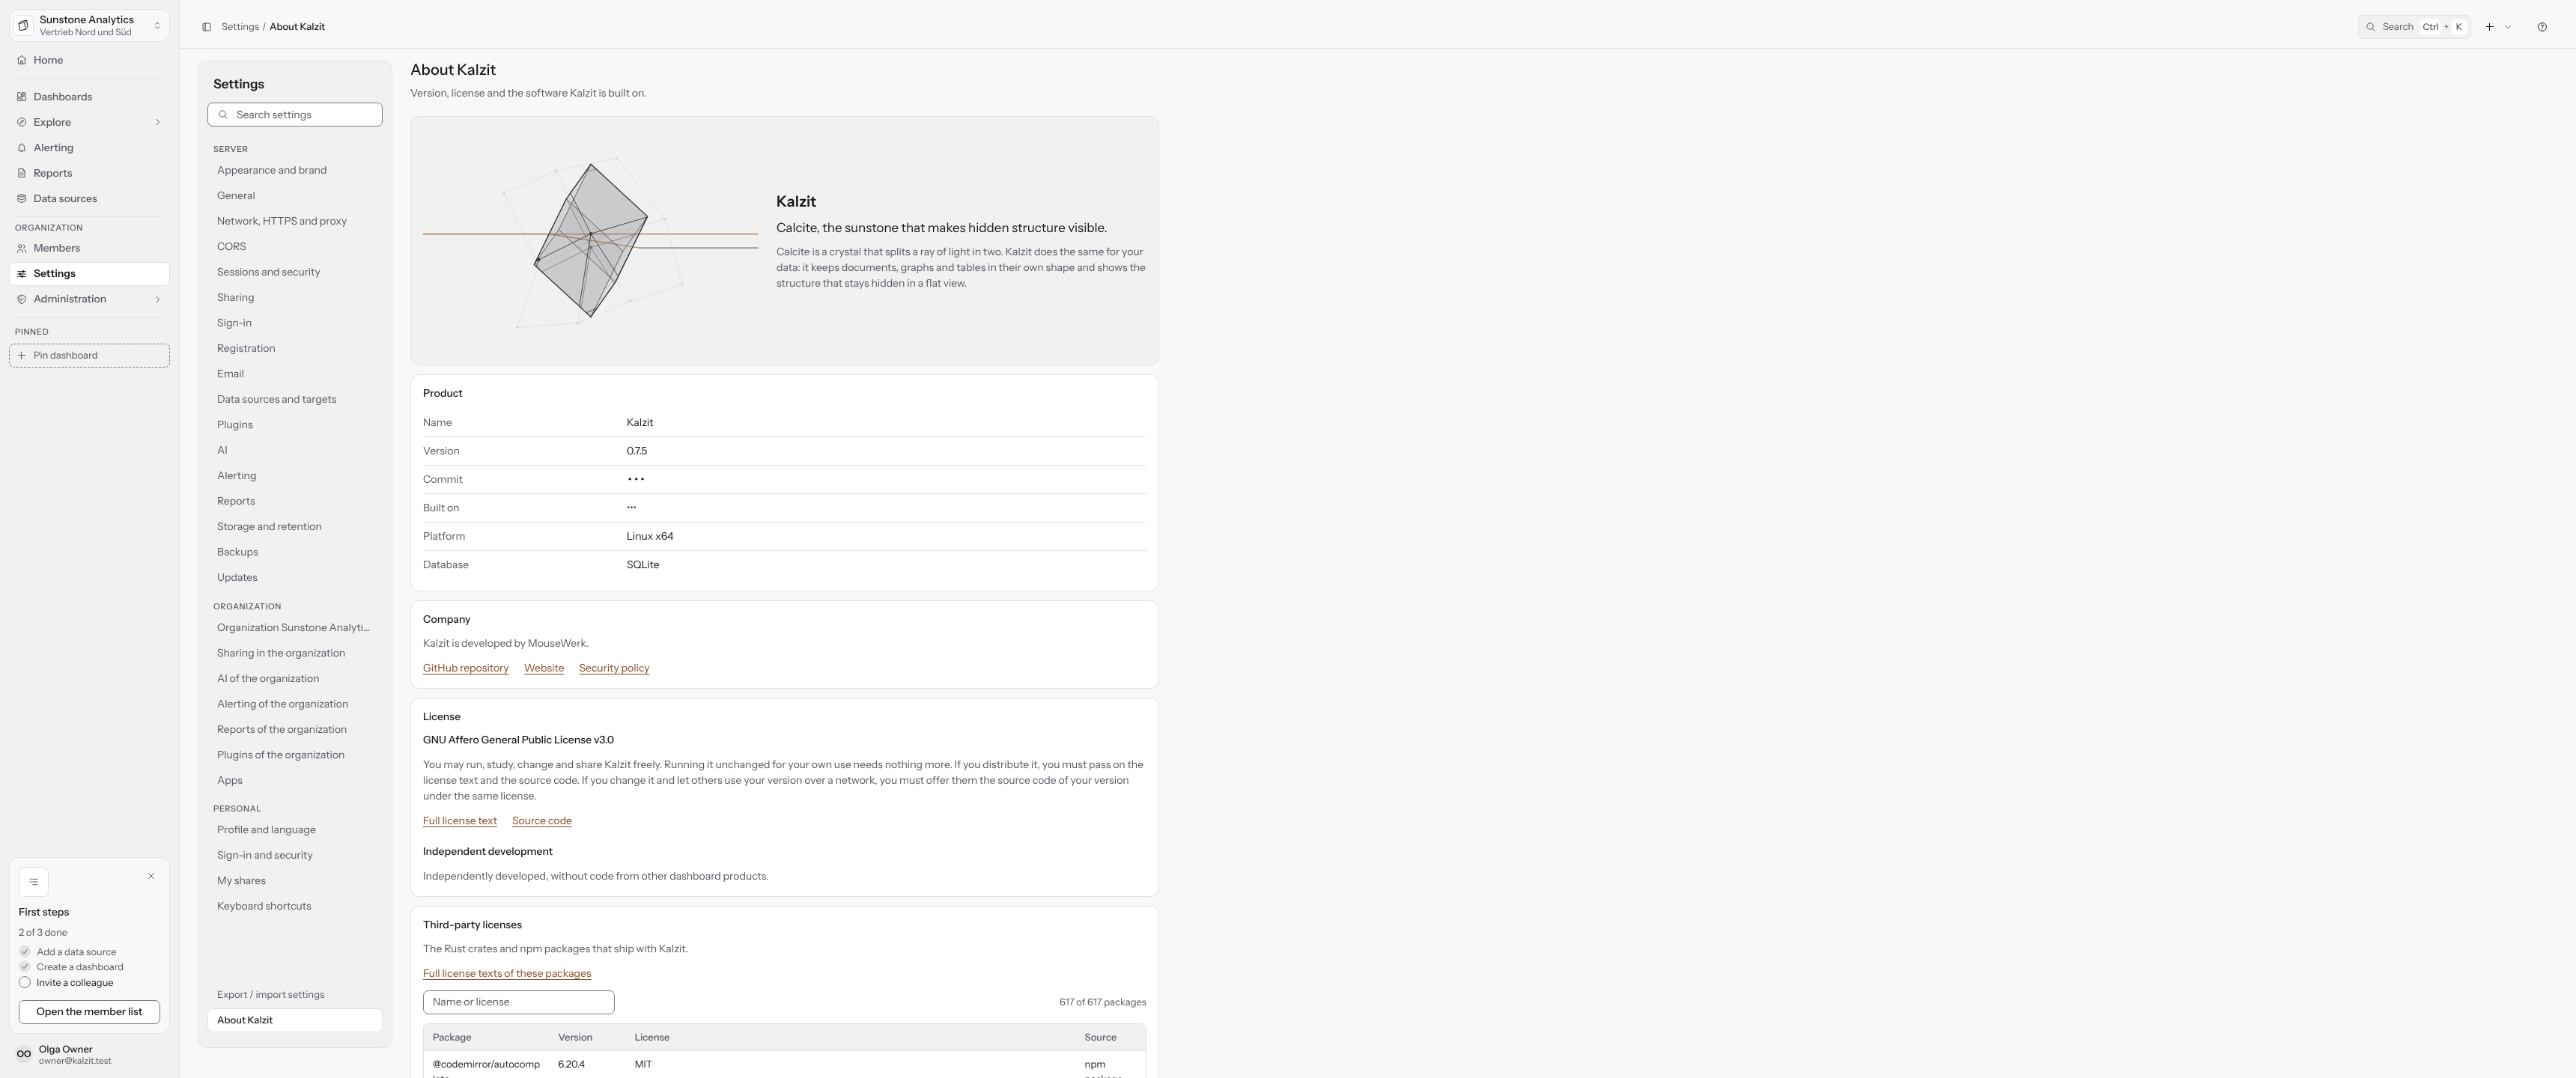 Sunstone Analytics
Vertrieb Nord und Süd
Home
Dashboards
Explore
Alerting
Reports
Data sources
ORGANIZATION
Members
Settings
Administration
PINNED
Pin dashboard
First steps
2 of 3 done
Add a data source
Create a dashboard
Invite a colleague
Open the member list
OO
Olga Owner
owner@kalzit.test
Settings / About Kalzit
Search Ctrl + K
Settings
Search settings
SERVER
Appearance and brand
General
Network, HTTPS and proxy
CORS
Sessions and security
Sharing
Sign-in
Registration
Email
Data sources and targets
Plugins
AI
Alerting
Reports
Storage and retention
Backups
Updates
ORGANIZATION
Organization Sunstone Analyti...
Sharing in the organization
AI of the organization
Alerting of the organization
Reports of the organization
Plugins of the organization
Apps
PERSONAL
Profile and language
Sign-in and security
My shares
Keyboard shortcuts
Export / import settings
About Kalzit
About Kalzit
Version, license and the software Kalzit is built on.
Kalzit
Calcite, the sunstone that makes hidden structure visible.
Calcite is a crystal that splits a ray of light in two. Kalzit does the same for your
data: it keeps documents, graphs and tables in their own shape and shows the
structure that stays hidden in a flat view.
Product
Name Kalzit
Version 0.7.5
Commit •••
Built on •••
Platform Linux x64
Database SQLite
Company
Kalzit is developed by MouseWerk.
GitHub repository Website Security policy
License
GNU Affero General Public License v3.0
You may run, study, change and share Kalzit freely. Running it unchanged for your own use needs nothing more. If you distribute it, you must pass on the
license text and the source code. If you change it and let others use your version over a network, you must offer them the source code of your version
under the same license.
Full license text Source code
Independent development
Independently developed, without code from other dashboard products.
Third-party licenses
The Rust crates and npm packages that ship with Kalzit.
Full license texts of these packages
Name or license 617 of 617 packages
Package Version License Source
@codemirror/autocomp 6.20.4 MIT npm